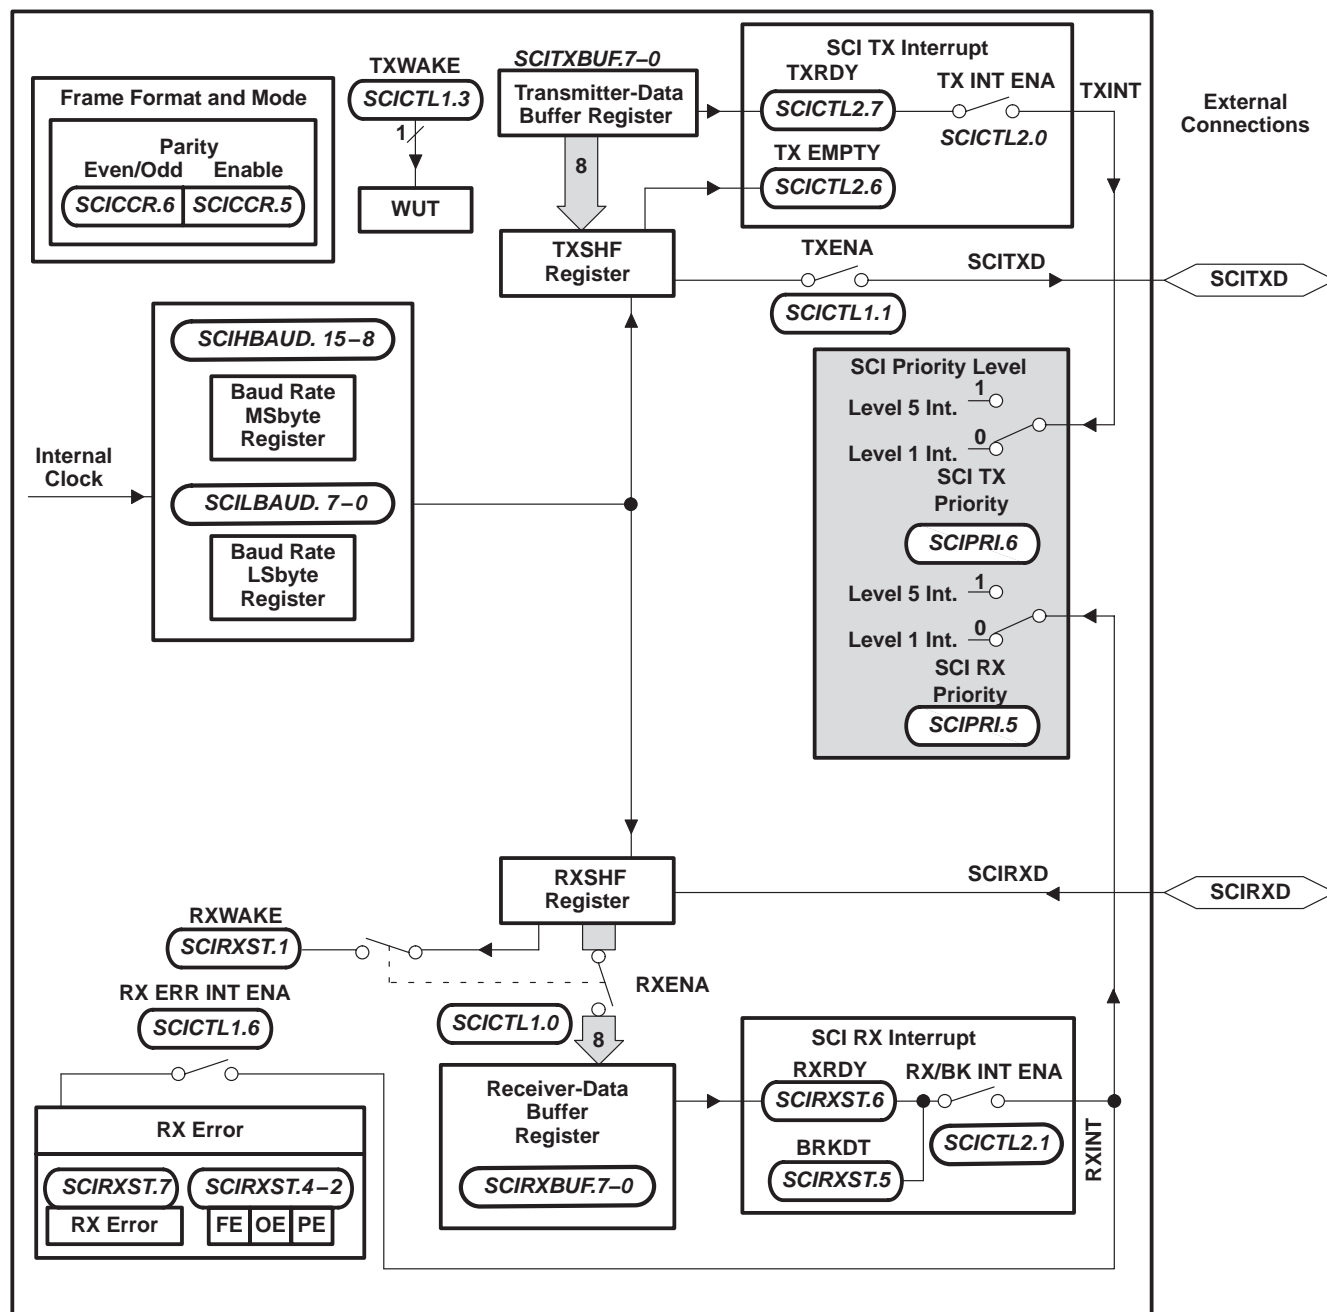 Frame Format and Mode
Parity
Even/Odd Enable
SCICCR.6 SCICCR.5
TXWAKE
SCICTL1.3
1
WUT
SCITXBUF.7–0
Transmitter-Data
Buffer Register
8
TXSHF
Register
SCI TX Interrupt
TXRDY
SCICTL2.7
TX INT ENA
SCICTL2.0
TX EMPTY
SCICTL2.6
TXINT
External
Connections
TXENA
SCICTL1.1
SCITXD
SCITXD
SCIHBAUD. 15–8
Baud Rate
MSbyte
Register
Internal
Clock
SCILBAUD. 7–0
Baud Rate
LSbyte
Register
SCI Priority Level
1
Level 5 Int.
0
Level 1 Int.
SCI TX
Priority
SCIPRI.6
1
Level 5 Int.
0
Level 1 Int.
SCI RX
Priority
SCIPRI.5
RXSHF
Register
SCIRXD
SCIRXD
RXWAKE
SCIRXST.1
RXENA
SCICTL1.0
8
RX ERR INT ENA
SCICTL1.6
RX Error
SCIRXST.7 SCIRXST.4–2
RX Error FE OE PE
Receiver-Data
Buffer
Register
SCIRXBUF.7–0
SCI RX Interrupt
RXRDY
SCIRXST.6
RX/BK INT ENA
SCICTL2.1
BRKDT
SCIRXST.5
RXINT